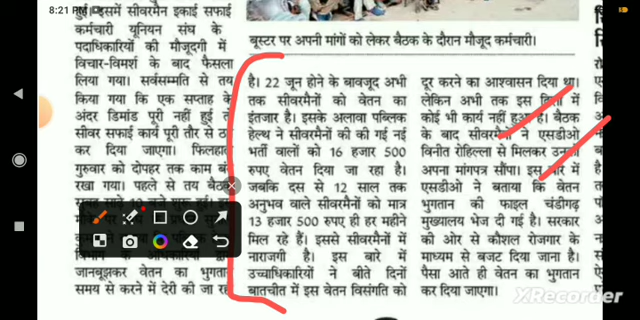 8:21 PM
हुई। इसमें सीवरमैन इकाई सफाई
कर्मचारी यूनियन संघ के
पदाधिकारियों की मौजूदगी में
विचार-विमर्श के बाद फैसला
लिया गया। सर्वसम्मति से तय
किया गया कि एक सप्ताह के
अंदर डिमांड पूरी नहीं हुई तो
सीवर सफाई कार्य पूरी तौर से ठप
कर दिया जाएगा। फिलहाल
गुरुवार को दोपहर तक काम बंद
रखा गया। पहले से तय बैठक
जानबूझकर वेतन का भुगतान
समय से करने में देरी की जा रही
बूस्टर पर अपनी मांगों को लेकर बैठक के दौरान मौजूद कर्मचारी।
है। 22 जून होने के बावजूद अभी
तक सीवरमैनों को वेतन का
इंतजार है। इसके अलावा पब्लिक
हेल्थ ने सीवरमैनों की की गई नई
भर्ती वालों को 16 हजार 500
रुपए वेतन दिया जा रहा है।
जबकि दस से 12 साल तक
अनुभव वाले सीवरमैनों को मात्र
13 हजार 500 रुपए ही हर महीने
मिल रहे हैं। इससे सीवरमैनों में
नाराजगी है। इस बारे में
उच्चाधिकारियों ने बीते दिनों
बातचीत में इस वेतन विसंगति को
दूर करने का आश्वासन दिया था।
लेकिन अभी तक इस दिशा में
कोई भी कार्य नहीं हुआ है। बैठक
के बाद सीवरमैनों ने एसडीओ
विनीत रोहिल्ला से मिलकर उनको
अपना मांगपत्र सौंपा। इस बारे में
एसडीओ ने बताया कि वेतन
भुगतान की फाइल चंडीगढ़
मुख्यालय भेज दी गई है। सरकार
की ओर से कौशल रोजगार के
माध्यम से बजट दिया जाना है।
पैसा आते ही वेतन का भुगतान
कर दिया जाएगा।
XRecorder